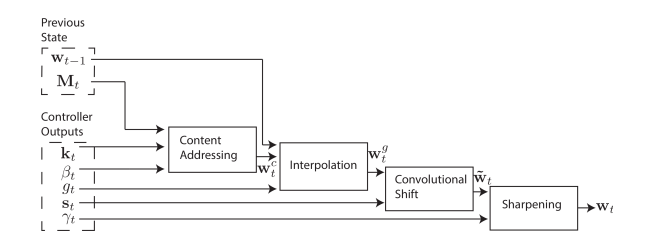 Previous
State
w_{t-1}
M_t
Controller
Outputs
k_t
β_t
g_t
s_t
γ_t
Content
Addressing
w_t^c
Interpolation
w_t^g
Convolutional
Shift
w̃_t
Sharpening
w_t